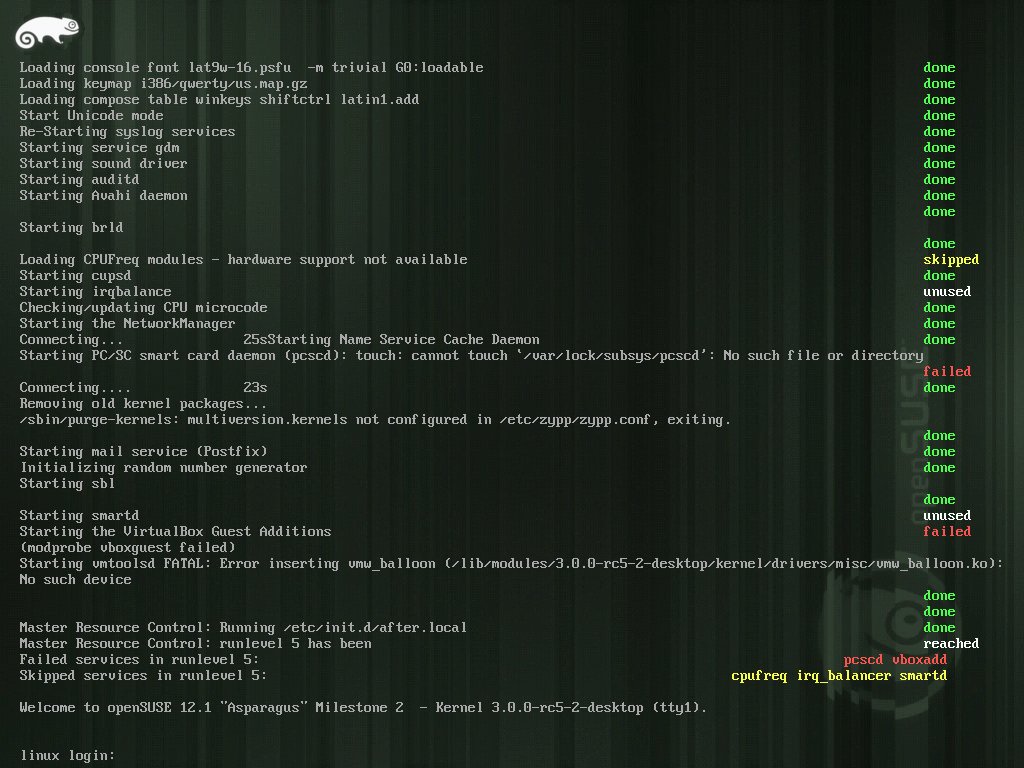 Loading console font lat9w-16.psfu  -m trivial G0:loadable done
Loading keymap i386/qwerty/us.map.gz done
Loading compose table winkeys shiftctrl latin1.add done
Start Unicode mode done
Re-Starting syslog services done
Starting service gdm done
Starting sound driver done
Starting auditd done
Starting Avahi daemon done
done
Starting brld
done
Loading CPUFreq modules - hardware support not available skipped
Starting cupsd done
Starting irqbalance unused
Checking/updating CPU microcode done
Starting the NetworkManager done
Connecting... 25sStarting Name Service Cache Daemon done
Starting PC/SC smart card daemon (pcscd): touch: cannot touch `/var/lock/subsys/pcscd': No such file or directory
failed
Connecting.... 23s done
Removing old kernel packages...
/sbin/purge-kernels: multiversion.kernels not configured in /etc/zypp/zypp.conf, exiting.
done
Starting mail service (Postfix) done
Initializing random number generator done
Starting sbl
done
Starting smartd unused
Starting the VirtualBox Guest Additions failed
(modprobe vboxguest failed)
Starting vmtoolsd FATAL: Error inserting vmw_balloon (/lib/modules/3.0.0-rc5-2-desktop/kernel/drivers/misc/vmw_balloon.ko):
No such device
done
done
Master Resource Control: Running /etc/init.d/after.local done
Master Resource Control: runlevel 5 has been reached
Failed services in runlevel 5: pcscd vboxadd
Skipped services in runlevel 5: cpufreq irq_balancer smartd
Welcome to openSUSE 12.1 "Asparagus" Milestone 2  - Kernel 3.0.0-rc5-2-desktop (tty1).
linux login:
openSUSE